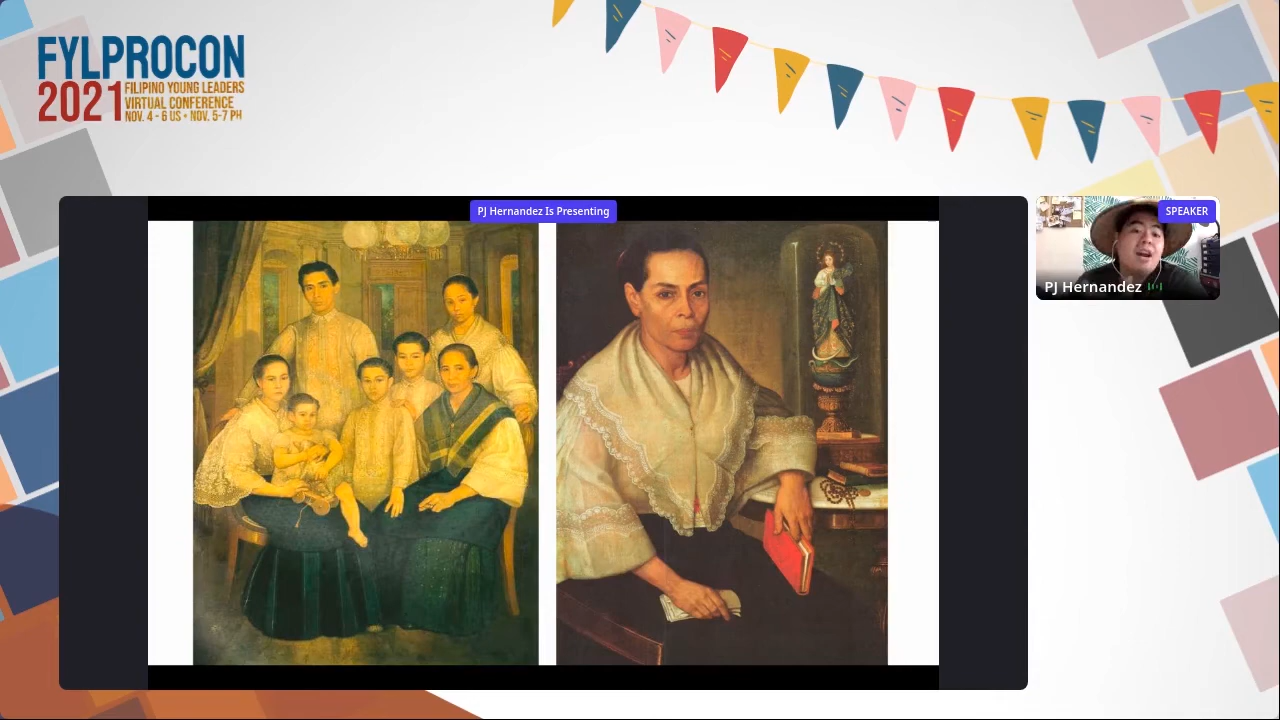 FYLPROCON
2021
FILIPINO YOUNG LEADERS
VIRTUAL CONFERENCE
NOV. 4 - 6 US • NOV. 5-7 PH
PJ Hernandez Is Presenting
SPEAKER
PJ Hernandez